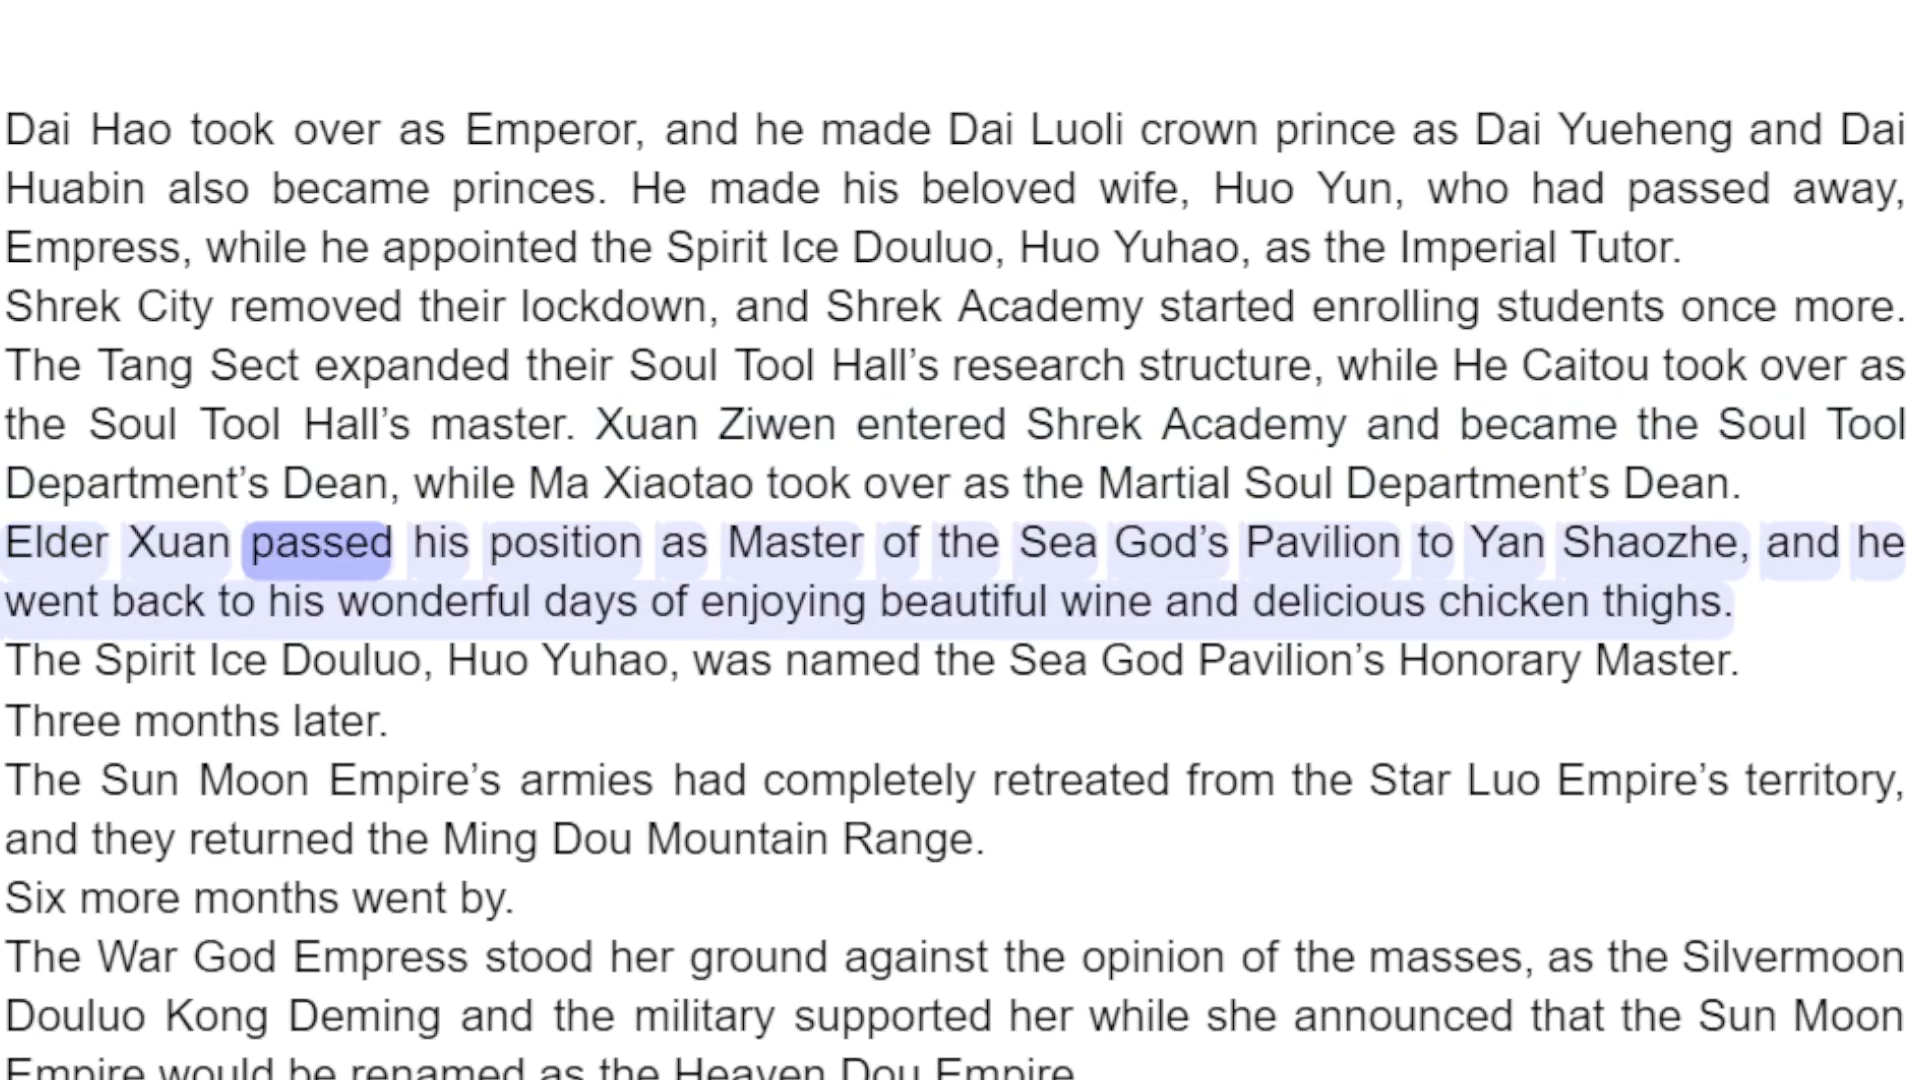 Dai Hao took over as Emperor, and he made Dai Luoli crown prince as Dai Yueheng and Dai
Huabin also became princes. He made his beloved wife, Huo Yun, who had passed away,
Empress, while he appointed the Spirit Ice Douluo, Huo Yuhao, as the Imperial Tutor.
Shrek City removed their lockdown, and Shrek Academy started enrolling students once more.
The Tang Sect expanded their Soul Tool Hall’s research structure, while He Caitou took over as
the Soul Tool Hall’s master. Xuan Ziwen entered Shrek Academy and became the Soul Tool
Department’s Dean, while Ma Xiaotao took over as the Martial Soul Department’s Dean.
Elder Xuan passed his position as Master of the Sea God’s Pavilion to Yan Shaozhe, and he
went back to his wonderful days of enjoying beautiful wine and delicious chicken thighs.
The Spirit Ice Douluo, Huo Yuhao, was named the Sea God Pavilion’s Honorary Master.
Three months later.
The Sun Moon Empire’s armies had completely retreated from the Star Luo Empire’s territory,
and they returned the Ming Dou Mountain Range.
Six more months went by.
The War God Empress stood her ground against the opinion of the masses, as the Silvermoon
Douluo Kong Deming and the military supported her while she announced that the Sun Moon
Empire would be renamed as the Heaven Dou Empire.